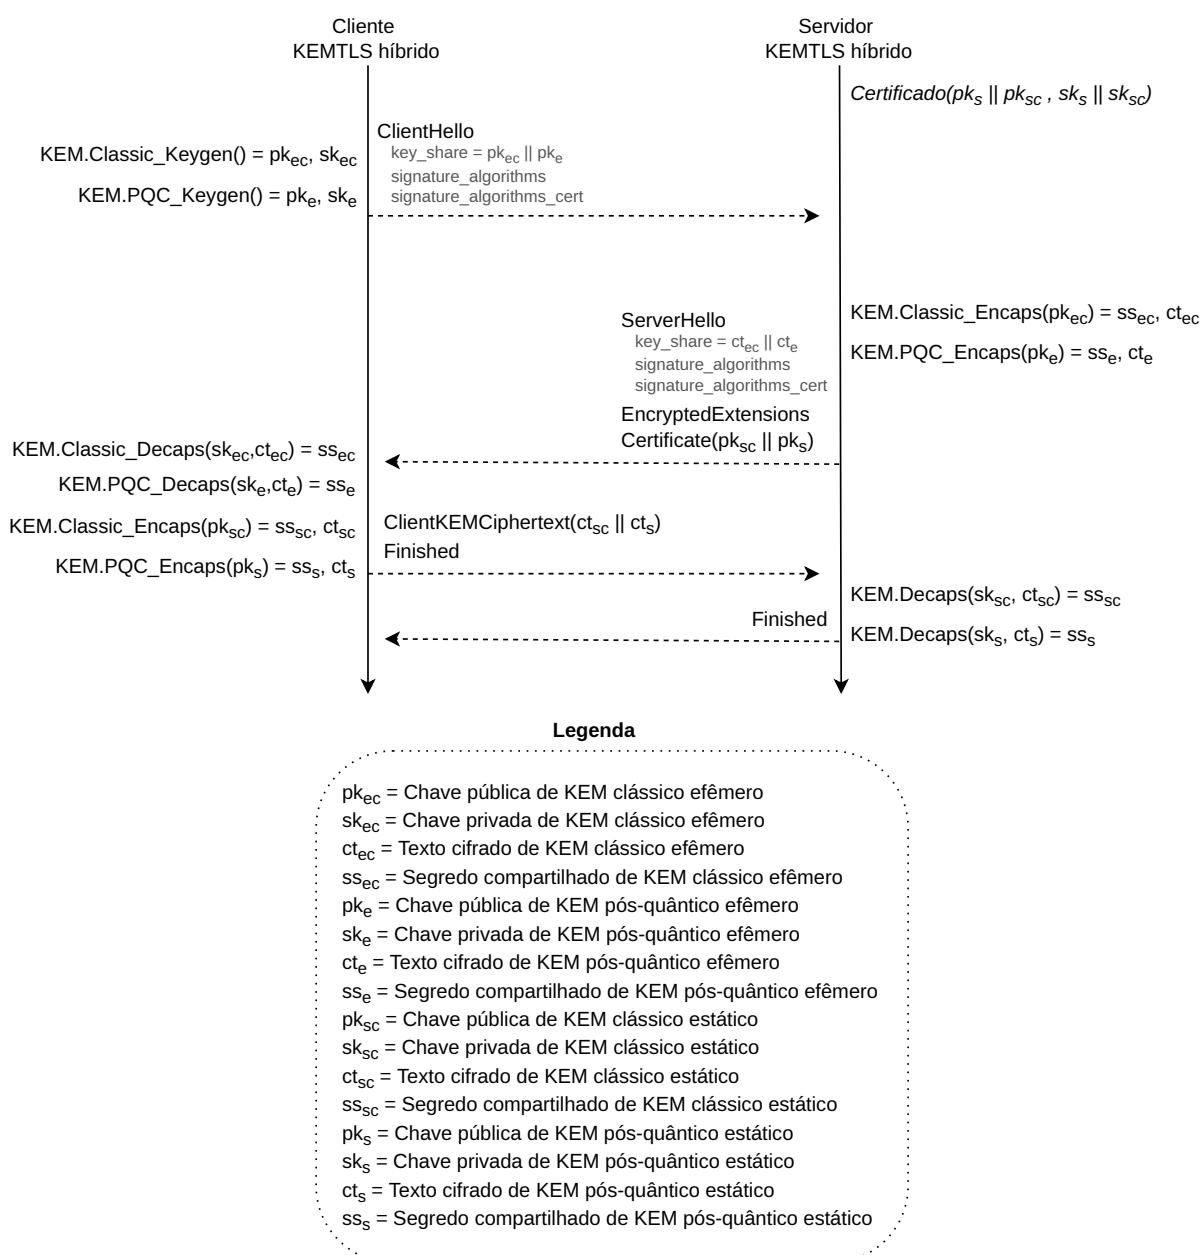 Cliente
KEMTLS híbrido
Servidor
KEMTLS híbrido
Certificado(pks || pksc , sks || sksc)
ClientHello
key_share = pkec || pke
signature_algorithms
signature_algorithms_cert
KEM.Classic_Keygen() = pkec, skec
KEM.PQC_Keygen() = pke, ske
KEM.Classic_Encaps(pkec) = ssec, ctec
KEM.PQC_Encaps(pke) = sse, cte
ServerHello
key_share = ctec || cte
signature_algorithms
signature_algorithms_cert
EncryptedExtensions
Certificate(pksc || pks)
KEM.Classic_Decaps(skec,ctec) = ssec
KEM.PQC_Decaps(ske,cte) = sse
KEM.Classic_Encaps(pksc) = sssc, ctsc
KEM.PQC_Encaps(pks) = sss, cts
ClientKEMCiphertext(ctsc || cts)
Finished
KEM.Decaps(sksc, ctsc) = sssc
KEM.Decaps(sks, cts) = sss
Finished
Legenda
pkec = Chave pública de KEM clássico efêmero
skec = Chave privada de KEM clássico efêmero
ctec = Texto cifrado de KEM clássico efêmero
ssec = Segredo compartilhado de KEM clássico efêmero
pke = Chave pública de KEM pós-quântico efêmero
ske = Chave privada de KEM pós-quântico efêmero
cte = Texto cifrado de KEM pós-quântico efêmero
sse = Segredo compartilhado de KEM pós-quântico efêmero
pksc = Chave pública de KEM clássico estático
sksc = Chave privada de KEM clássico estático
ctsc = Texto cifrado de KEM clássico estático
sssc = Segredo compartilhado de KEM clássico estático
pks = Chave pública de KEM pós-quântico estático
sks = Chave privada de KEM pós-quântico estático
cts = Texto cifrado de KEM pós-quântico estático
sss = Segredo compartilhado de KEM pós-quântico estático